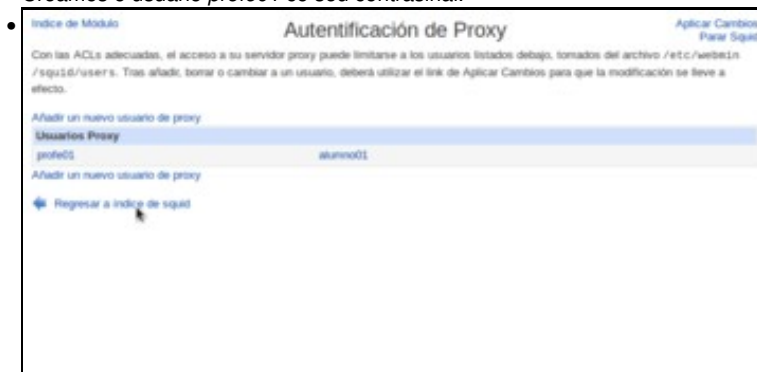 Creamos o usuario profe01 co seu contrasinal.
Índice de Módulo
Autentificación de Proxy
Aplicar Cambios
Parar Squid
Con las ACLs adecuadas, el acceso a su servidor proxy puede limitarse a los usuarios listados debajo, tomados del archivo /etc/webmin
/squid/users. Tras añadir, borrar o cambiar a un usuario, deberá utilizar el link de Aplicar Cambios para que la modificación se lleve a
efecto.
Añadir un nuevo usuario de proxy
Usuarios Proxy
profe01 alumno01
Añadir un nuevo usuario de proxy
Regresar a índice de squid